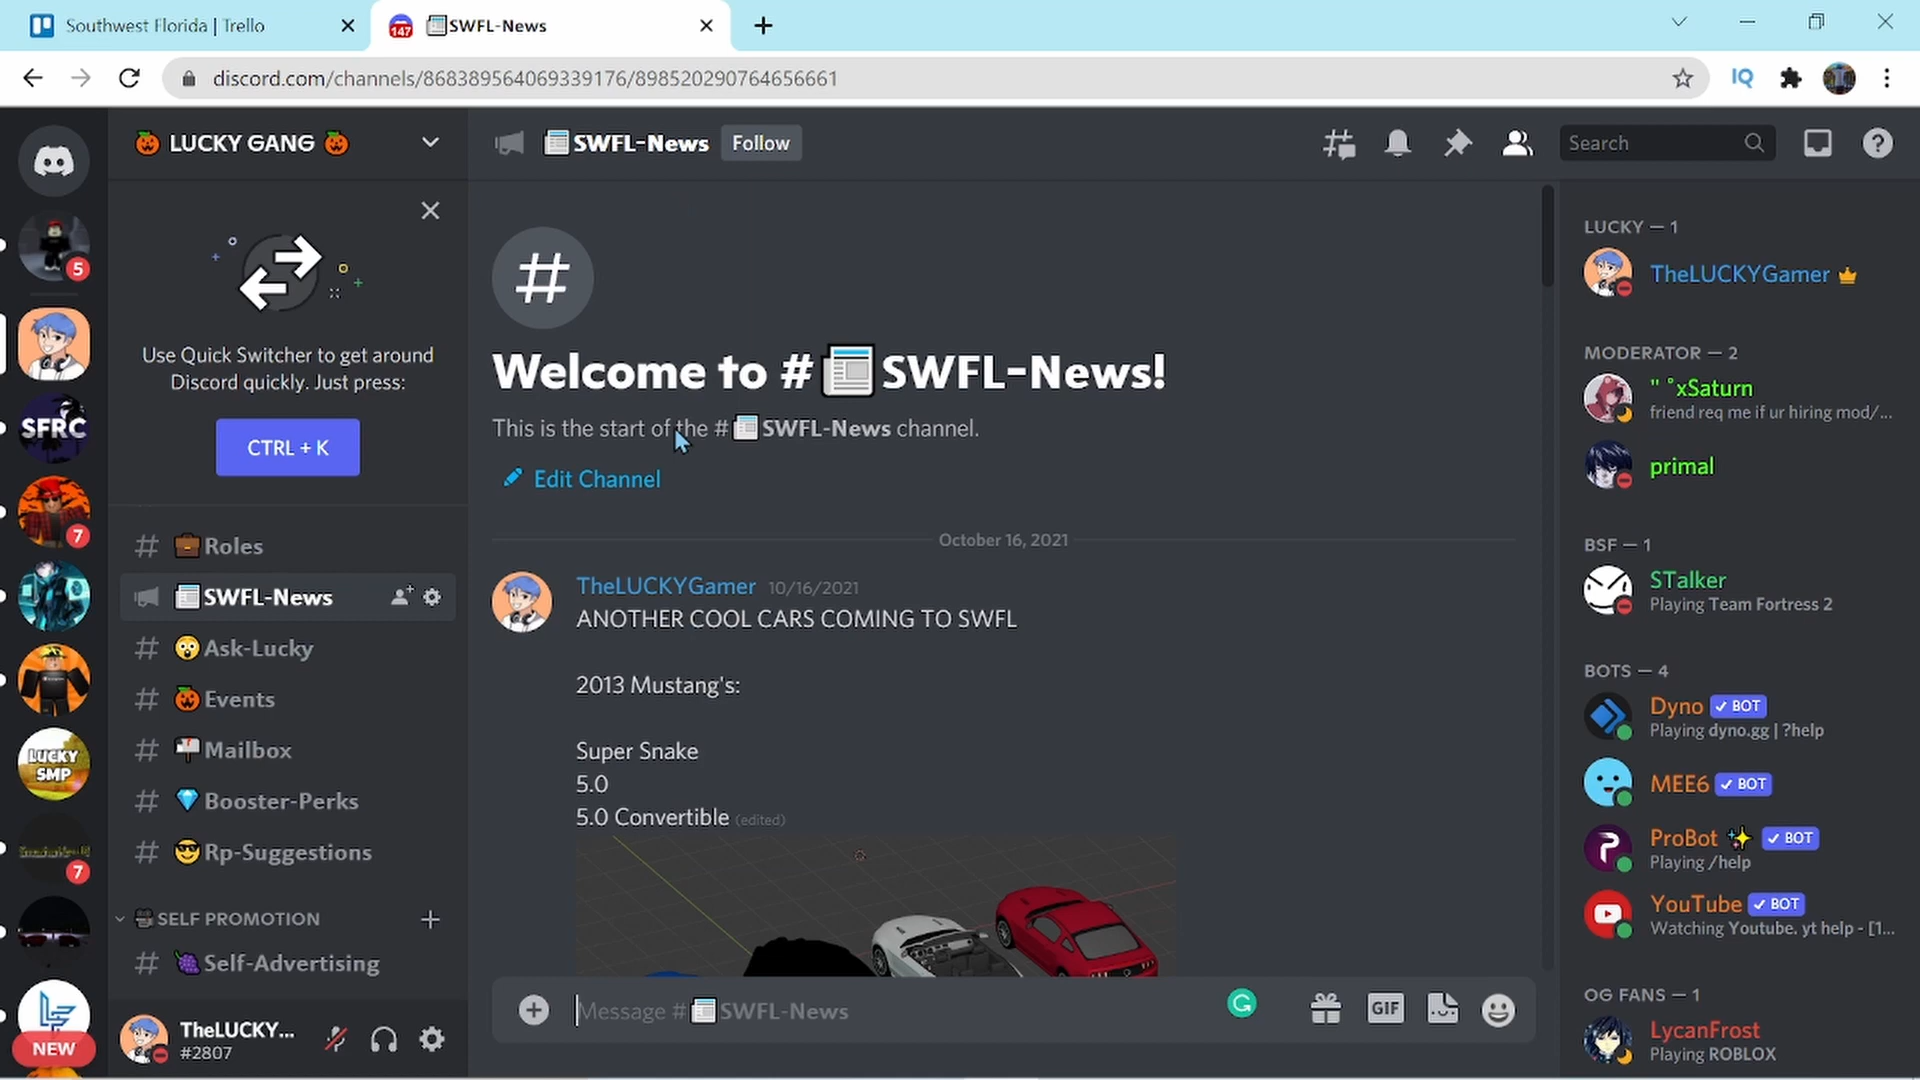 Southwest Florida | Trello
147
SWFL-News
discord.com/channels/868389564069339176/898520290764656661
IQ
LUCKY GANG
SWFL-News
Follow
Search
5
SFRC
7
LUCKY
SMP
7
NEW
Use Quick Switcher to get around
Discord quickly. Just press:
CTRL + K
# Roles
SWFL-News
# Ask-Lucky
# Events
# Mailbox
# Booster-Perks
# Rp-Suggestions
SELF PROMOTION
# Self-Advertising
TheLUCKY...
#2807
#
Welcome to # SWFL-News!
This is the start of the # SWFL-News channel.
Edit Channel
October 16, 2021
TheLUCKYGamer 10/16/2021
ANOTHER COOL CARS COMING TO SWFL
2013 Mustang's:
Super Snake
5.0
5.0 Convertible (edited)
Message # SWFL-News
GIF
LUCKY — 1
TheLUCKYGamer
MODERATOR — 2
" °xSaturn
friend req me if ur hiring mod/...
primal
BSF — 1
STalker
Playing Team Fortress 2
BOTS — 4
Dyno BOT
Playing dyno.gg | ?help
MEE6 BOT
ProBot ✨ BOT
Playing /help
YouTube BOT
Watching Youtube. yt help - [1...
OG FANS — 1
LycanFrost
Playing ROBLOX